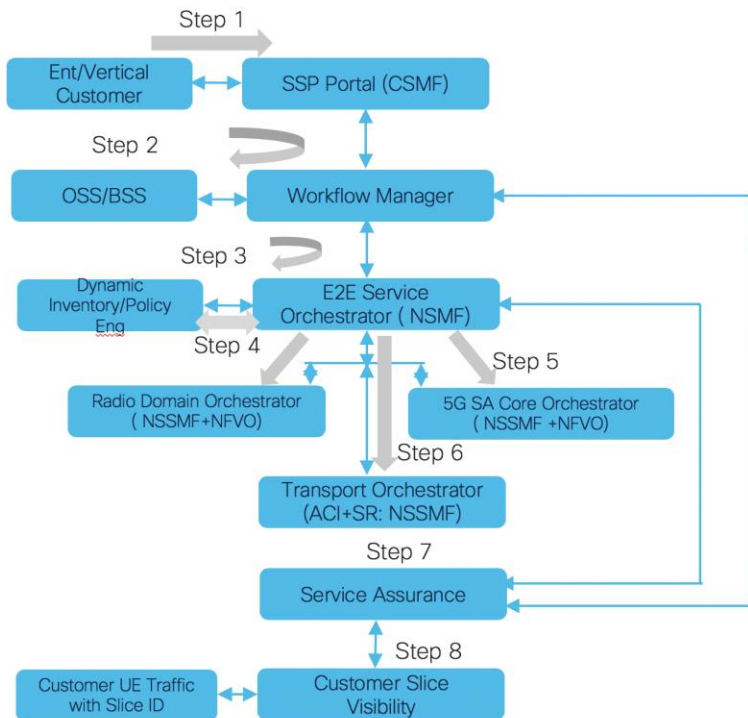 Step 1
Ent/Vertical
Customer
SSP Portal (CSMF)
Step 2
OSS/BSS
Workflow Manager
Step 3
Dynamic
Inventory/Policy
Eng
E2E Service
Orchestrator ( NSMF)
Step 4
Step 5
Radio Domain Orchestrator
( NSSMF+NFVO)
5G SA Core Orchestrator
( NSSMF +NFVO)
Step 6
Transport Orchestrator
(ACI+SR: NSSMF)
Step 7
Service Assurance
Step 8
Customer UE Traffic
with Slice ID
Customer Slice
Visibility